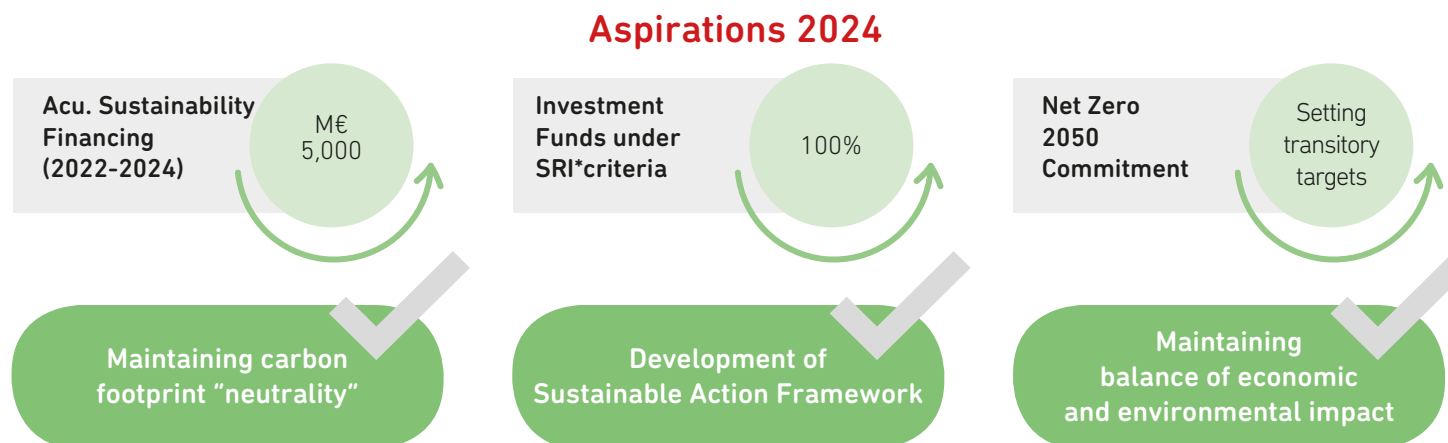 Aspirations 2024
Acu. Sustainability
Financing
(2022-2024)
M€
5,000
Investment
Funds under
SRI*criteria
100%
Net Zero
2050
Commitment
Setting
transitory
targets
Maintaining carbon
footprint “neutrality”
Development of
Sustainable Action Framework
Maintaining
balance of economic
and environmental impact